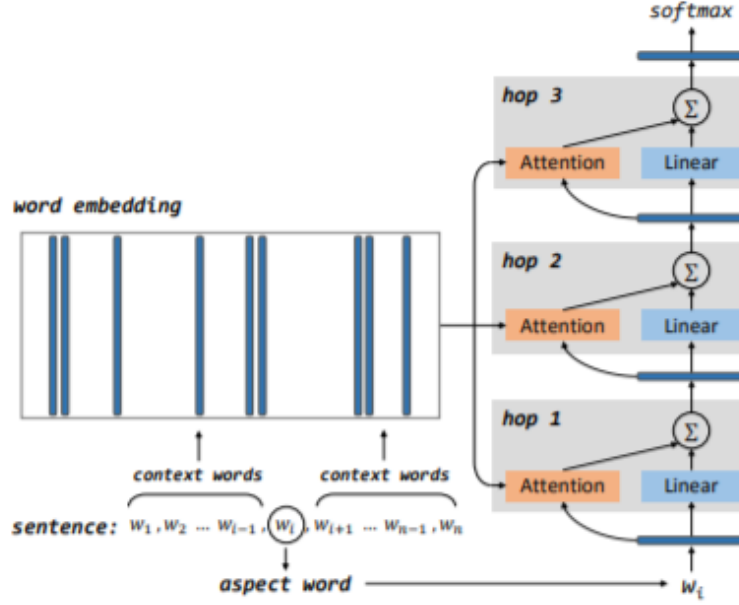 softmax
hop 3
Σ
Attention Linear
word embedding
hop 2
Σ
Attention Linear
hop 1
Σ
context words context words
Attention Linear
sentence: w₁, w₂ … wᵢ₋₁, wᵢ, wᵢ₊₁ … wₙ₋₁, wₙ
aspect word wᵢ